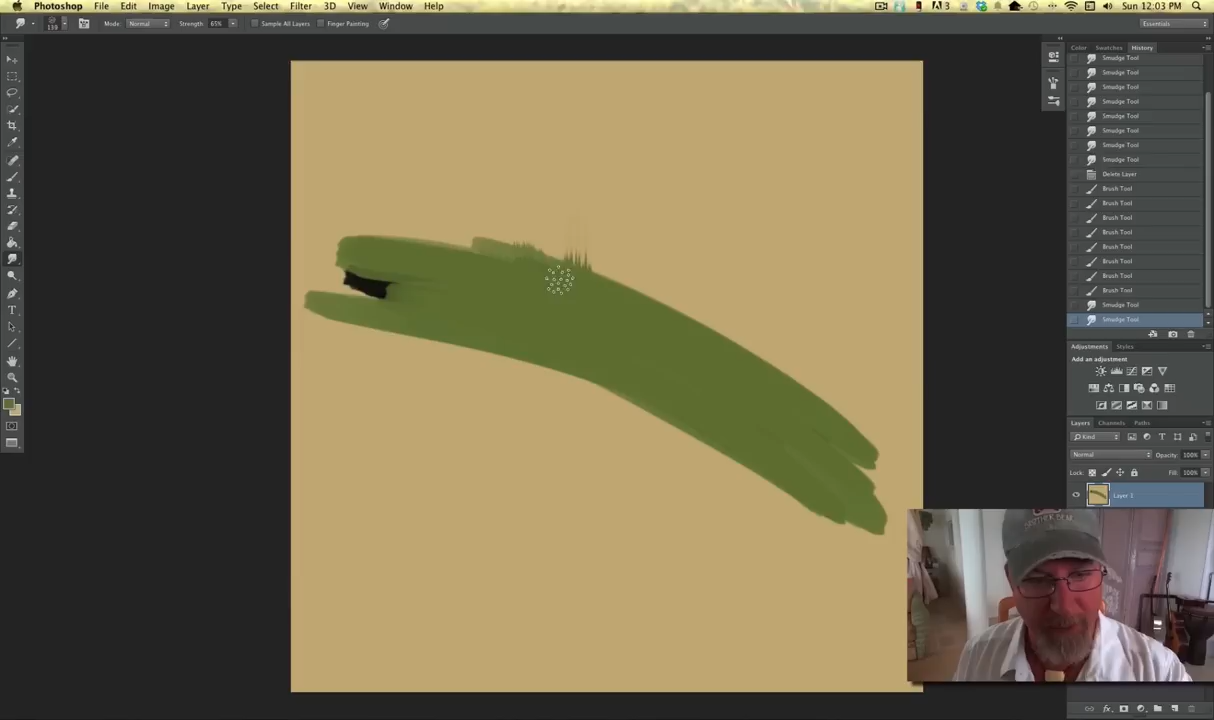 Photoshop File Edit Image Layer Type Select Filter 3D View Window Help 3 Sun 12:03 PM
130 Mode: Normal Strength: 65% Sample All Layers Finger Painting Essentials
Color Swatches History
Smudge Tool
Smudge Tool
Smudge Tool
Smudge Tool
Smudge Tool
Smudge Tool
Smudge Tool
Smudge Tool
Delete Layer
Brush Tool
Brush Tool
Brush Tool
Brush Tool
Brush Tool
Brush Tool
Brush Tool
Brush Tool
Smudge Tool
Smudge Tool
Adjustments Styles
Add an adjustment
Layers Channels Paths
Kind
Normal Opacity: 100%
Lock: Fill: 100%